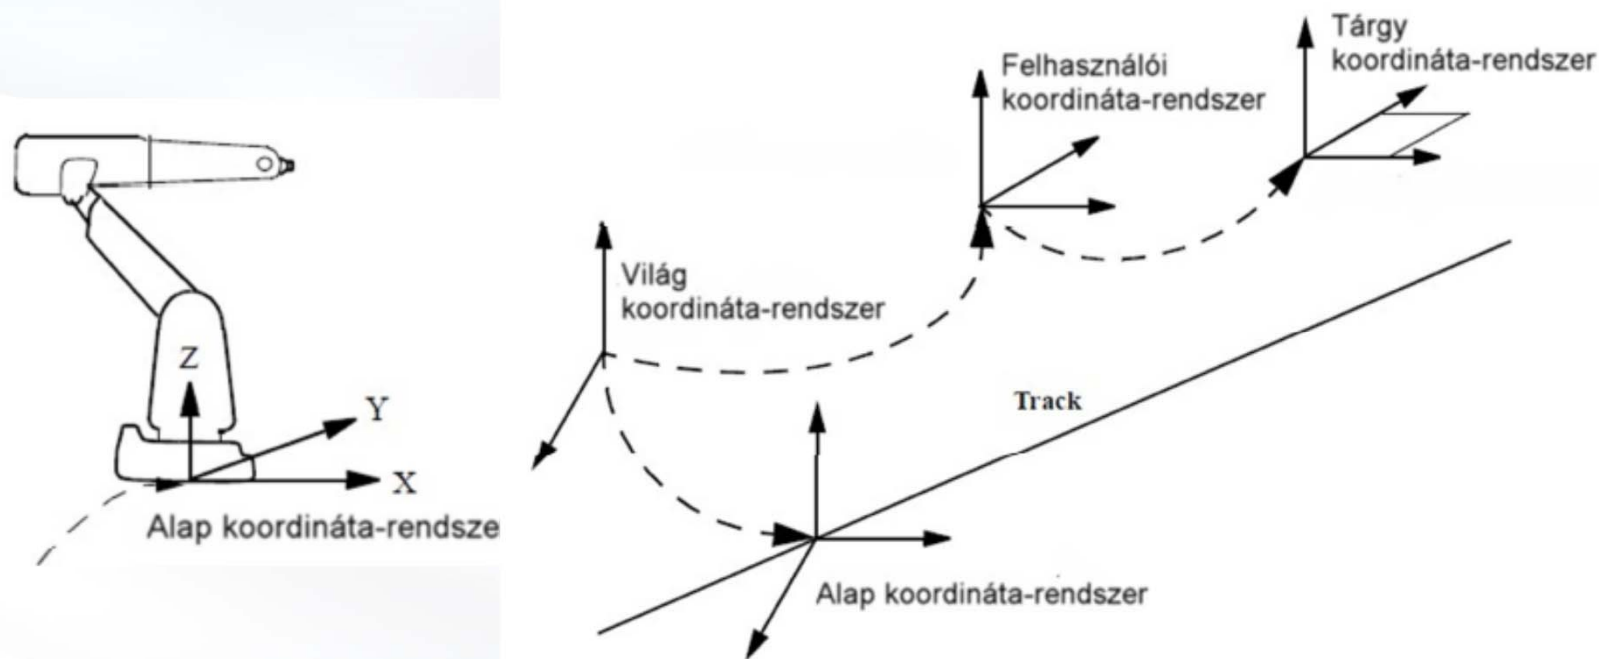 Z
Y
X
Alap koordináta-rendsze
Világ
koordináta-rendszer
Felhasználói
koordináta-rendszer
Tárgy
koordináta-rendszer
Track
Alap koordináta-rendszer